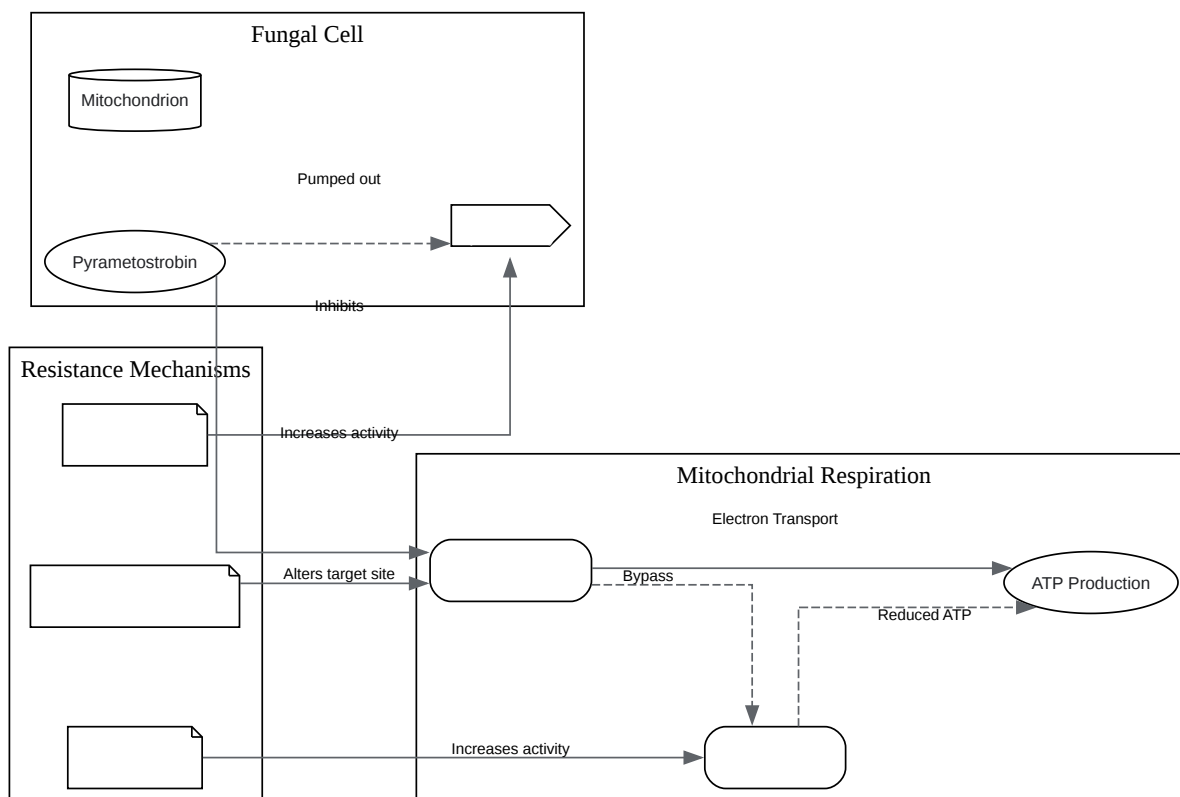 Fungal Cell
Mitochondrion
Pumped out
Pyrametostrobin
Inhibits
Resistance Mechanisms
Increases activity
Mitochondrial Respiration
Electron Transport
Alters target site
Bypass
ATP Production
Reduced ATP
Increases activity